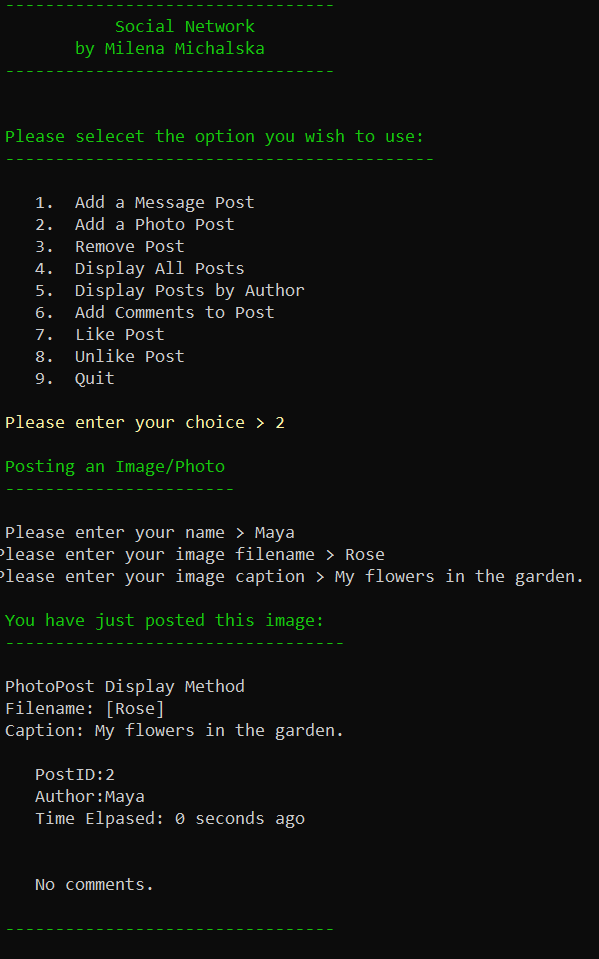 ---------------------------------
Social Network
by Milena Michalska
---------------------------------
Please selecet the option you wish to use:
-------------------------------------------
1. Add a Message Post
2. Add a Photo Post
3. Remove Post
4. Display All Posts
5. Display Posts by Author
6. Add Comments to Post
7. Like Post
8. Unlike Post
9. Quit
Please enter your choice > 2
Posting an Image/Photo
-----------------------
Please enter your name > Maya
Please enter your image filename > Rose
Please enter your image caption > My flowers in the garden.
You have just posted this image:
----------------------------------
PhotoPost Display Method
Filename: [Rose]
Caption: My flowers in the garden.
PostID:2
Author:Maya
Time Elpased: 0 seconds ago
No comments.
---------------------------------